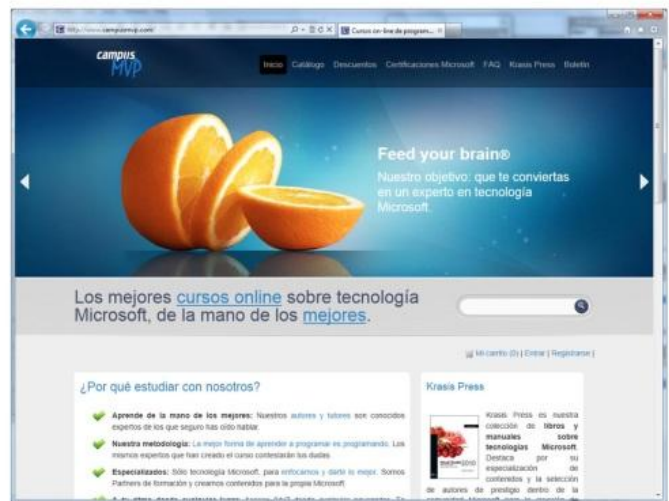 http://www.campusmvp.com/
Cursos on-line de program...
campus
MVP
Inicio Catálogo Descuentos Certificaciones Microsoft FAQ Krasis Press Boletín
Feed your brain®
Nuestro objetivo: que te conviertas
en un experto en tecnología
Microsoft.
Los mejores cursos online sobre tecnología
Microsoft, de la mano de los mejores.
Mi carrito (0) | Entrar | Registrarse |
¿Por qué estudiar con nosotros?
Aprende de la mano de los mejores: Nuestros autores y tutores son conocidos
expertos de los que seguro has oído hablar.
Nuestra metodología: La mejor forma de aprender a programar es programando. Los
mismos expertos que han creado el curso contestarán tus dudas.
Especializados: Sólo tecnología Microsoft, para enfocarnos y darte lo mejor. Somos
Partners de formación y creamos contenidos para la propia Microsoft.
Krasis Press
Krasis Press es nuestra
colección de libros y
manuales sobre
tecnologías Microsoft.
Destaca por su
especialización de
contenidos y la selección
de autores de prestigio dentro de la